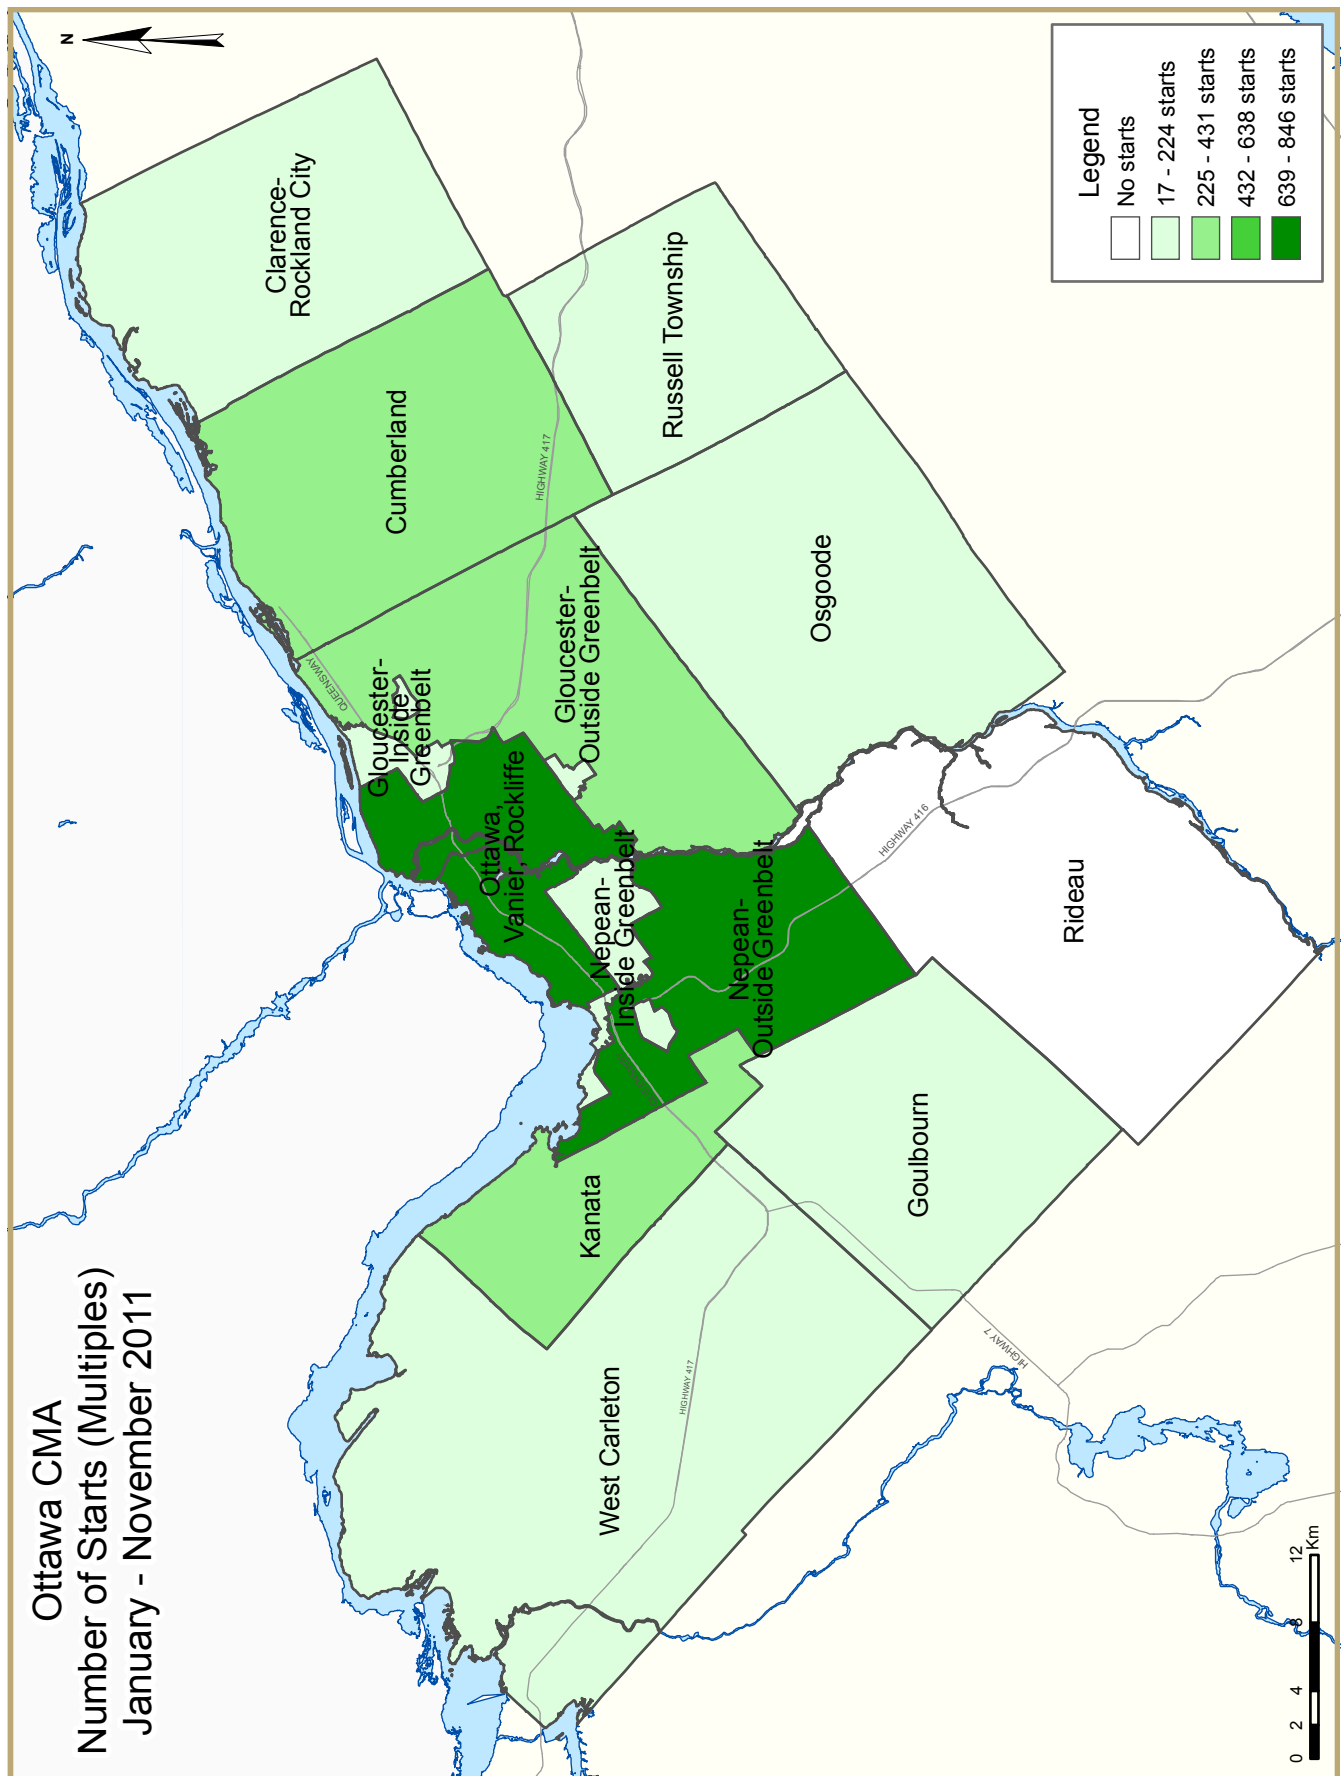 Ottawa CMA
Number of Starts (Multiples)
January - November 2011
N
Clarence-
Rockland City
Cumberland
Russell Township
HIGHWAY 417
QUEENSWAY
Gloucester-
Inside
Greenbelt
Gloucester-
Outside Greenbelt
Osgoode
Ottawa,
Vanier, Rockliffe
Nepean-
Inside Greenbelt
Nepean-
Outside Greenbelt
HIGHWAY 416
Rideau
Kanata
Goulbourn
West Carleton
HIGHWAY 417
HIGHWAY 7
Legend
No starts
17 - 224 starts
225 - 431 starts
432 - 638 starts
639 - 846 starts
0 2 4 8 12
Km